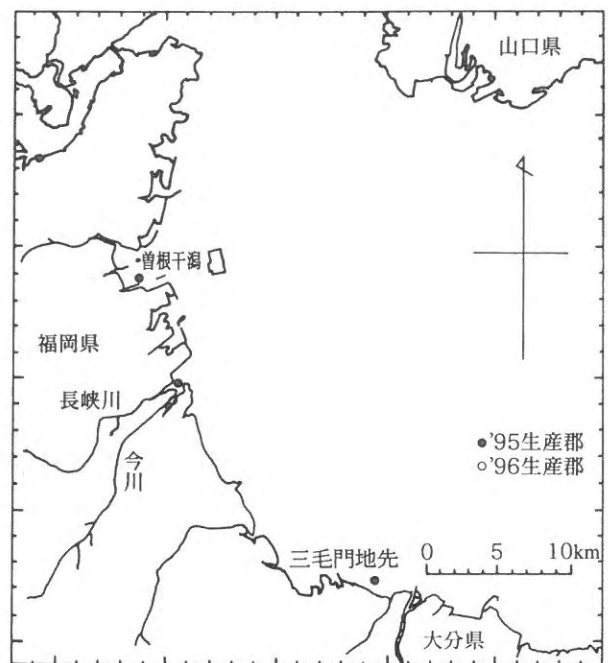 山口県
曽根干潟
福岡県
長峡川
今川
●'95生産郡
○'96生産郡
三毛門地先
0 5 10km
大分県